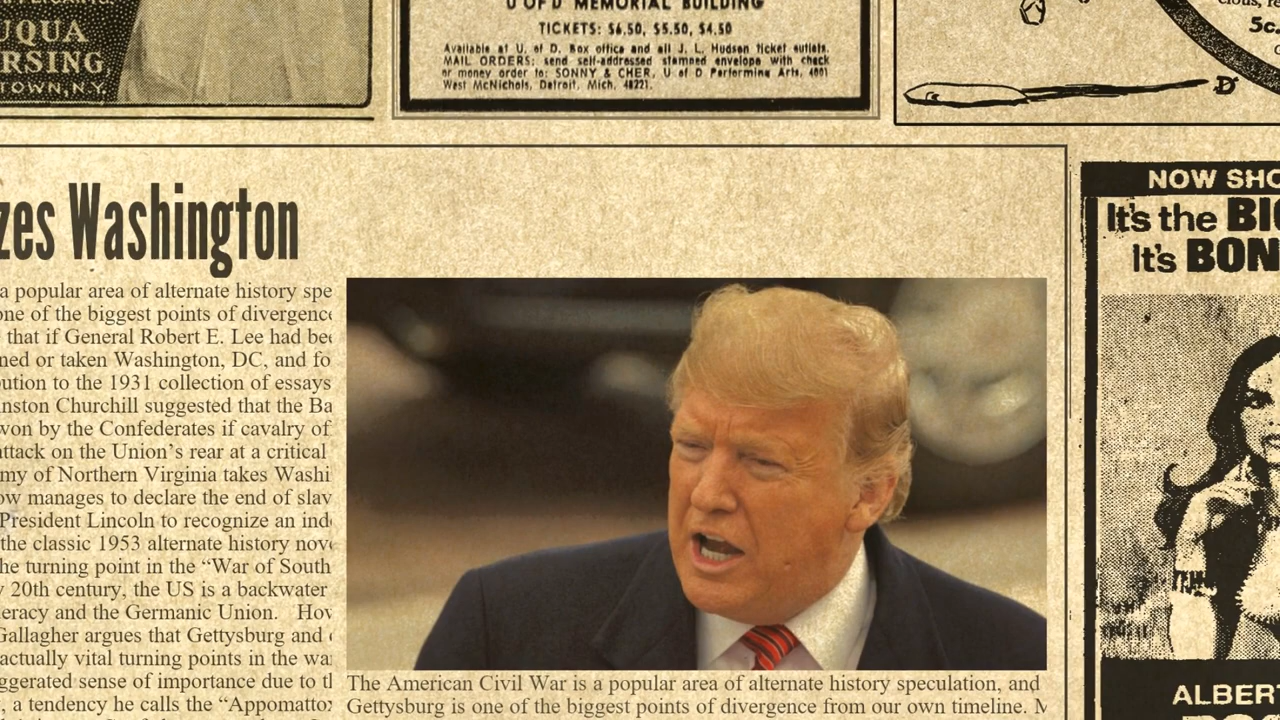 UQUA
RSING
TOWN,N.Y.
U OF D MEMORIAL BUILDING
TICKETS: $6.50, $5.50, $4.50
Available at U. of D. Box office and all J. L. Hudson ticket outlets.
MAIL ORDERS: send self-addressed stamped envelope with check
or money order to: SONNY & CHER, U of D Performing Arts, 4001
West McNichols, Detroit, Mich. 48221.
5c
D
zes Washington
a popular area of alternate history spe
one of the biggest points of divergence
that if General Robert E. Lee had bee
ned or taken Washington, DC, and fo
bution to the 1931 collection of essays
inston Churchill suggested that the Ba
won by the Confederates if cavalry of
attack on the Union's rear at a critical
my of Northern Virginia takes Washi
ow manages to declare the end of slav
President Lincoln to recognize an ind
the classic 1953 alternate history nov
he turning point in the “War of South
y 20th century, the US is a backwater
leracy and the Germanic Union. How
Gallagher argues that Gettysburg and
actually vital turning points in the wa
ggerated sense of importance due to t
, a tendency he calls the “Appomattox
The American Civil War is a popular area of alternate history speculation, and
Gettysburg is one of the biggest points of divergence from our own timeline. M
NOW SHO
It's the BIG
It's BON
ALBER